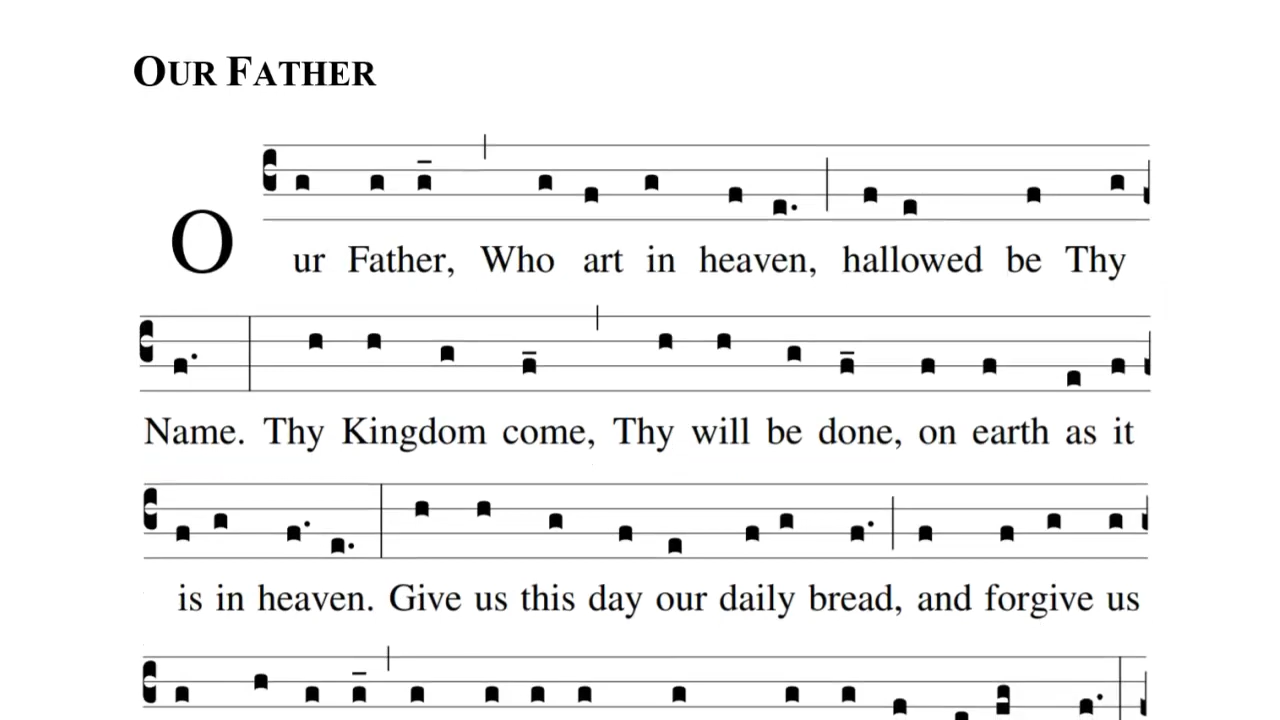 OUR FATHER
Our Father, Who art in heaven, hallowed be Thy
Name. Thy Kingdom come, Thy will be done, on earth as it
is in heaven. Give us this day our daily bread, and forgive us